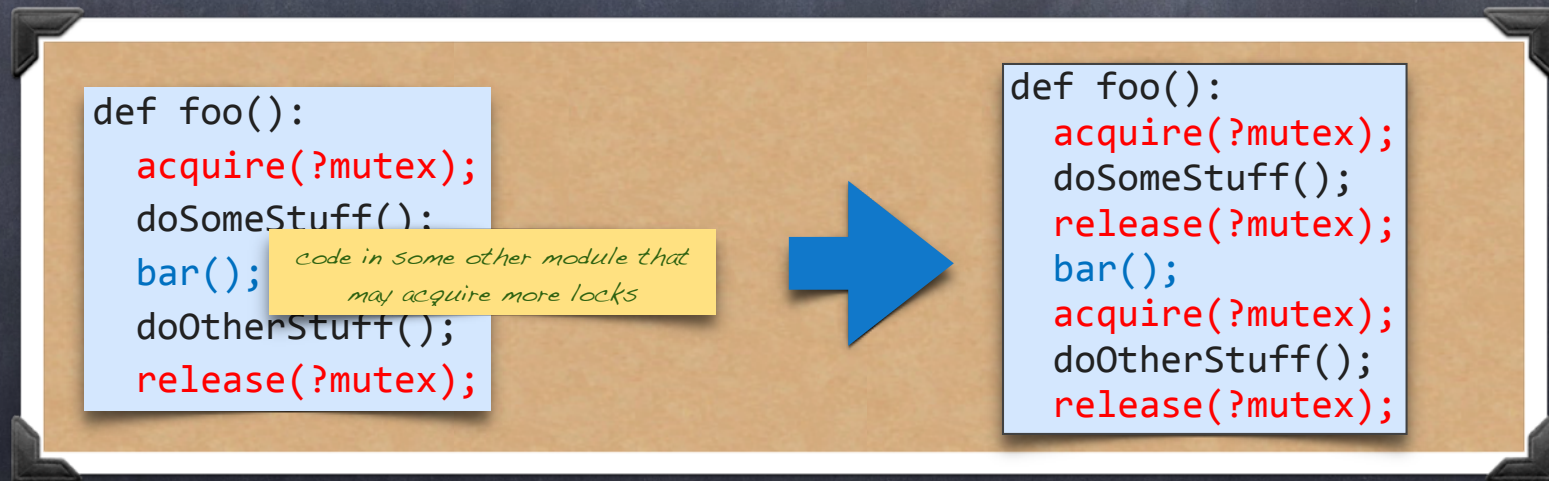 def foo():
acquire(?mutex);
doSomeStuff();
bar();
code in some other module that
may acquire more locks
doOtherStuff();
release(?mutex);
def foo():
acquire(?mutex);
doSomeStuff();
release(?mutex);
bar();
acquire(?mutex);
doOtherStuff();
release(?mutex);